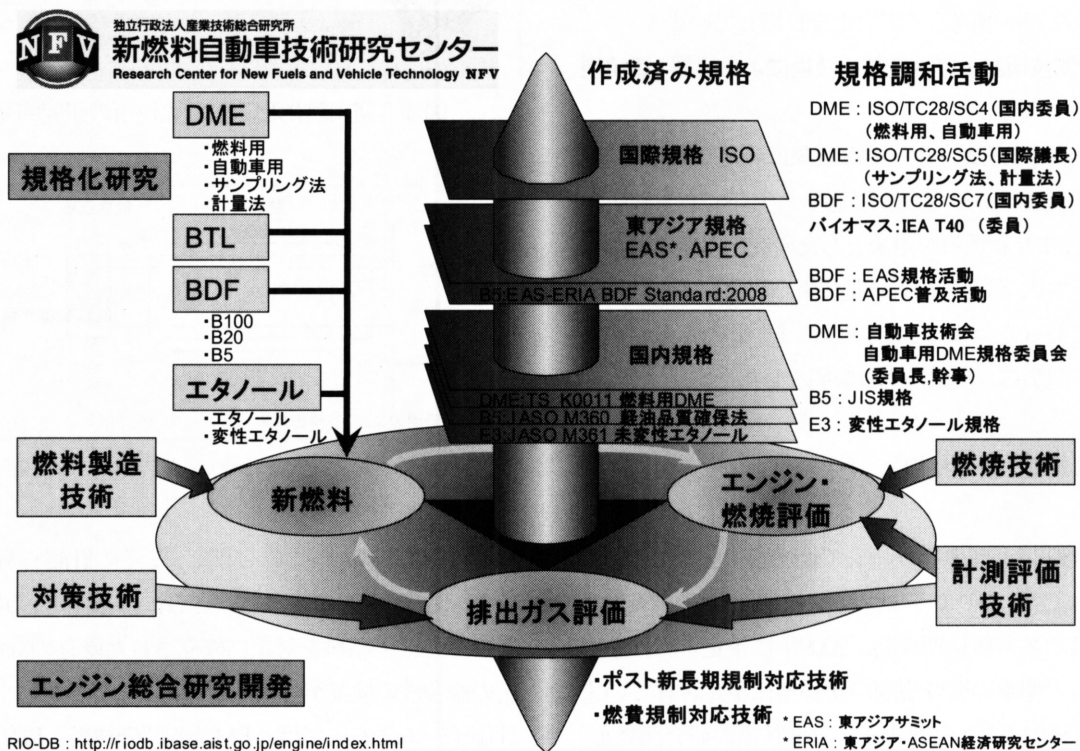 NFV
独立行政法人産業技術総合研究所
新燃料自動車技術研究センター
Research Center for New Fuels and Vehicle Technology NFV
規格化研究
DME
・燃料用
・自動車用
・サンプリング法
・計量法
BTL
BDF
・B100
・B20
・B5
エタノール
・エタノール
・変性エタノール
作成済み規格
国際規格 ISO
東アジア規格
EAS*, APEC
B5:EAS-ERIA BDF Standard:2008
国内規格
DME:TS K0011 燃料用DME
B5:JASO M360 軽油品質確保法
E3:JASO M361 未変性エタノール
規格調和活動
DME : ISO/TC28/SC4(国内委員)
(燃料用、自動車用)
DME : ISO/TC28/SC5(国際議長)
(サンプリング法、計量法)
BDF : ISO/TC28/SC7(国内委員)
バイオマス:IEA T40 (委員)
BDF : EAS規格活動
BDF : APEC普及活動
DME : 自動車技術会
自動車用DME規格委員会
(委員長,幹事)
B5 : JIS規格
E3 : 変性エタノール規格
燃料製造
技術
新燃料
エンジン・
燃焼評価
燃焼技術
対策技術
排出ガス評価
計測評価
技術
エンジン総合研究開発
・ポスト新長期規制対応技術
・燃費規制対応技術
* EAS : 東アジアサミット
* ERIA : 東アジア・ASEAN経済研究センター
RIO-DB : http://riodb.ibase.aist.go.jp/engine/index.html